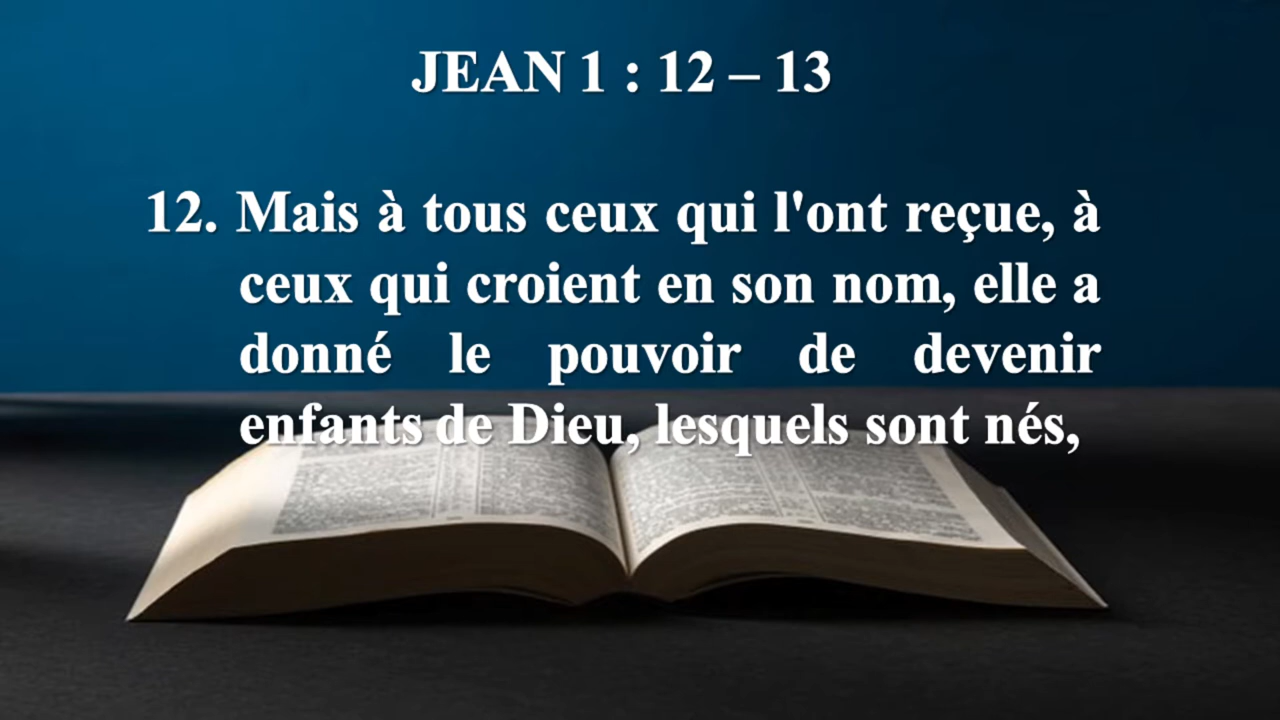 JEAN 1 : 12 – 13
12. Mais à tous ceux qui l'ont reçue, à
ceux qui croient en son nom, elle a
donné le pouvoir de devenir
enfants de Dieu, lesquels sont nés,